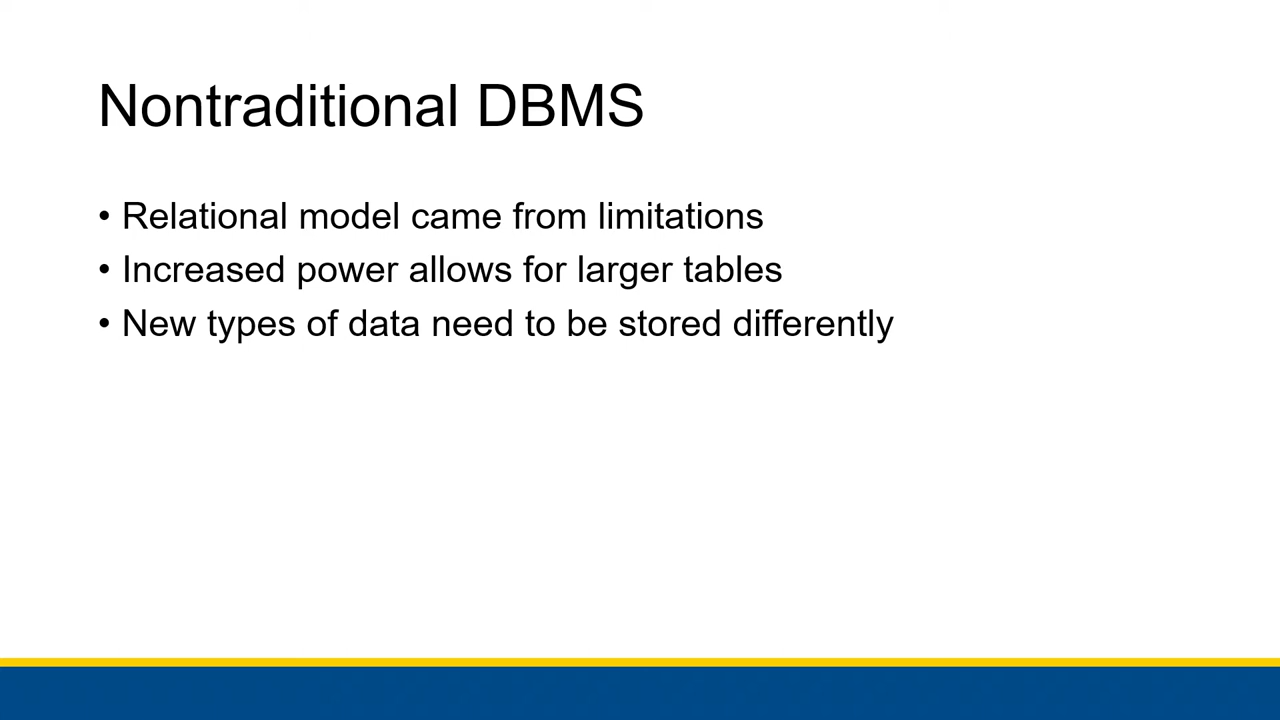 Nontraditional DBMS
• Relational model came from limitations
• Increased power allows for larger tables
• New types of data need to be stored differently